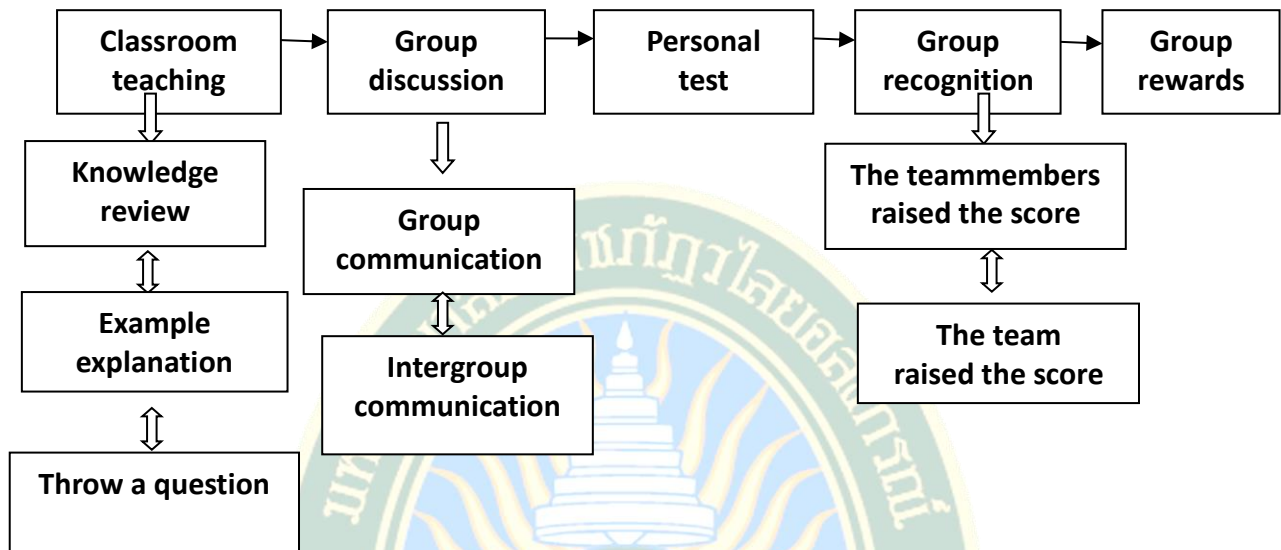 Classroom
teaching
Group
discussion
Personal
test
Group
recognition
Group
rewards
Knowledge
review
Group
communication
The teammembers
raised the score
Example
explanation
Intergroup
communication
The team
raised the score
Throw a question